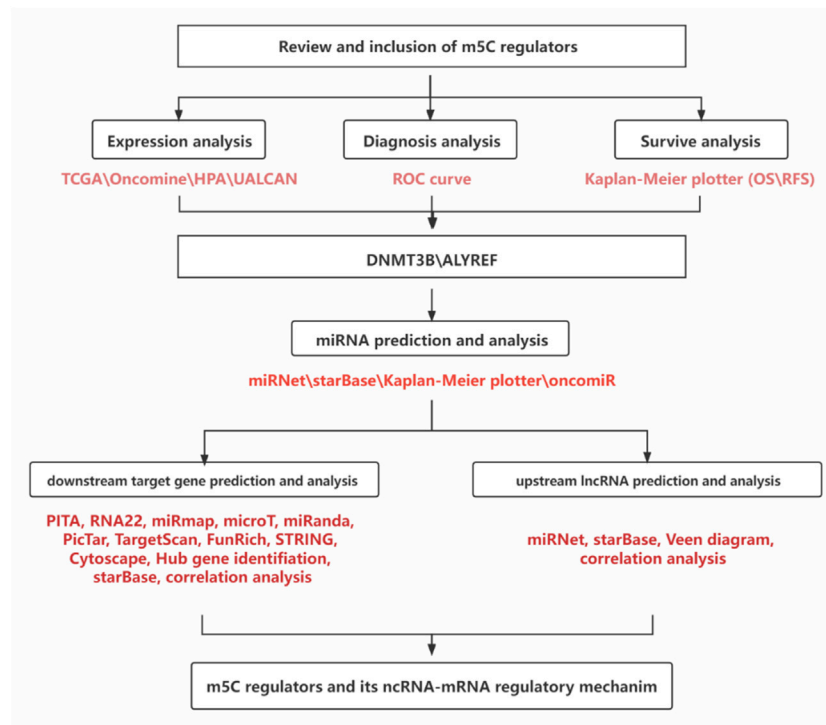 Review and inclusion of m5C regulators
Expression analysis
Diagnosis analysis
Survive analysis
TCGA\Oncomine\HPA\UALCAN
ROC curve
Kaplan-Meier plotter (OS\RFS)
DNMT3B\ALYREF
miRNA prediction and analysis
miRNet\starBase\Kaplan-Meier plotter\oncomiR
downstream target gene prediction and analysis
upstream lncRNA prediction and analysis
PITA, RNA22, miRmap, microT, miRanda,
PicTar, TargetScan, FunRich, STRING,
Cytoscape, Hub gene identifiation,
starBase, correlation analysis
miRNet, starBase, Veen diagram,
correlation analysis
m5C regulators and its ncRNA-mRNA regulatory mechanim